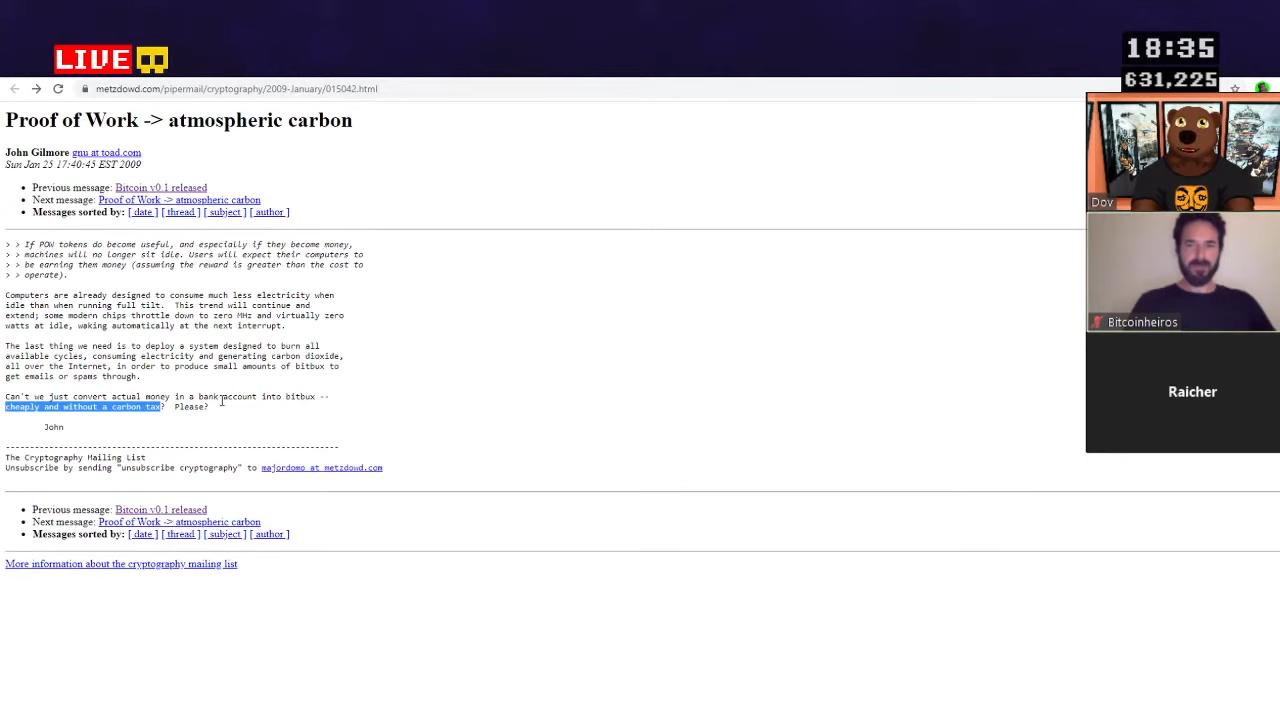 LIVE
18:35
631,225
metzdowd.com/pipermail/cryptography/2009-January/015042.html
Proof of Work -> atmospheric carbon
John Gilmore gnu at toad.com
Sun Jan 25 17:40:45 EST 2009
Previous message: Bitcoin v0.1 released
Next message: Proof of Work -> atmospheric carbon
Messages sorted by: [ date ] [ thread ] [ subject ] [ author ]
> > If POW tokens do become useful, and especially if they become money,
> > machines will no longer sit idle. Users will expect their computers to
> > be earning them money (assuming the reward is greater than the cost to
> > operate).
Computers are already designed to consume much less electricity when
idle than when running full tilt. This trend will continue and
extend; some modern chips throttle down to zero MHz and virtually zero
watts at idle, waking automatically at the next interrupt.
The last thing we need is to deploy a system designed to burn all
available cycles, consuming electricity and generating carbon dioxide,
all over the Internet, in order to produce small amounts of bitbux to
get emails or spams through.
Can't we just convert actual money in a bank account into bitbux --
cheaply and without a carbon tax? Please?
John
---------------------------------------------------------------------
The Cryptography Mailing List
Unsubscribe by sending "unsubscribe cryptography" to majordomo at metzdowd.com
Previous message: Bitcoin v0.1 released
Next message: Proof of Work -> atmospheric carbon
Messages sorted by: [ date ] [ thread ] [ subject ] [ author ]
More information about the cryptography mailing list
Dov
Bitcoinheiros
Raicher